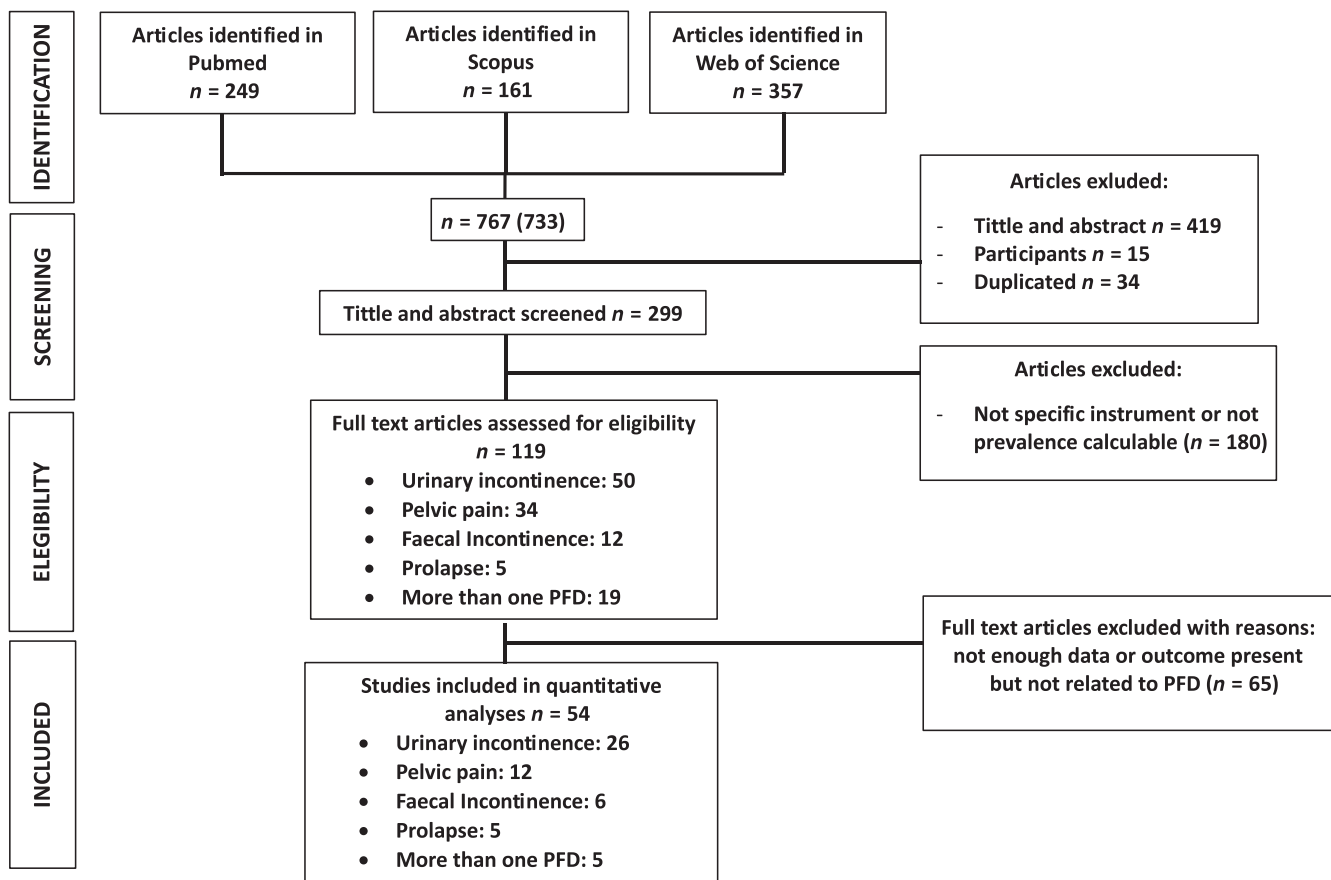 IDENTIFICATION
Articles identified in
Pubmed
n = 249
Articles identified in
Scopus
n = 161
Articles identified in
Web of Science
n = 357
n = 767 (733)
Articles exluded:
- Tittle and abstract n = 419
- Participants n = 15
- Duplicated n = 34
SCREENING
Tittle and abstract screened n = 299
Articles excluded:
- Not specific instrument or not
prevalence calculable (n = 180)
ELEGIBILITY
Full text articles assessed for eligibility
n = 119
• Urinary incontinence: 50
• Pelvic pain: 34
• Faecal Incontinence: 12
• Prolapse: 5
• More than one PFD: 19
Full text articles excluded with reasons:
not enough data or outcome present
but not related to PFD (n = 65)
INCLUDED
Studies included in quantitative
analyses n = 54
• Urinary incontinence: 26
• Pelvic pain: 12
• Faecal Incontinence: 6
• Prolapse: 5
• More than one PFD: 5